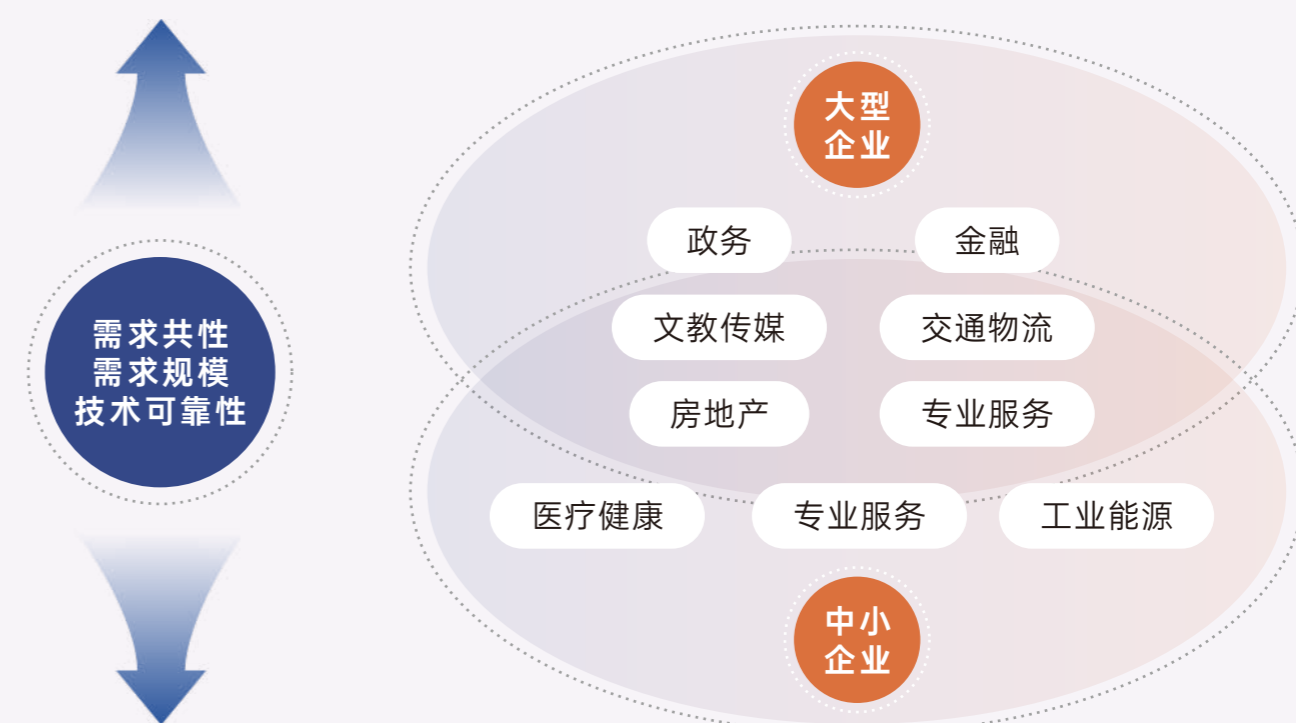 大型
企业
政务
金融
文教传媒
交通物流
需求共性
需求规模
技术可靠性
房地产
专业服务
医疗健康
专业服务
工业能源
中小
企业